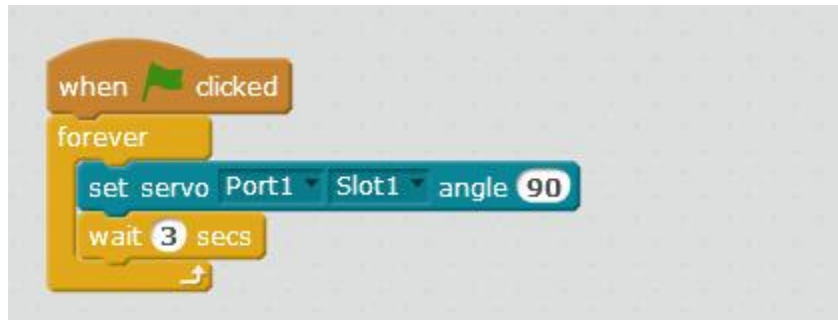 when clicked
forever
set servo Port1 Slot1 angle 90
wait 3 secs